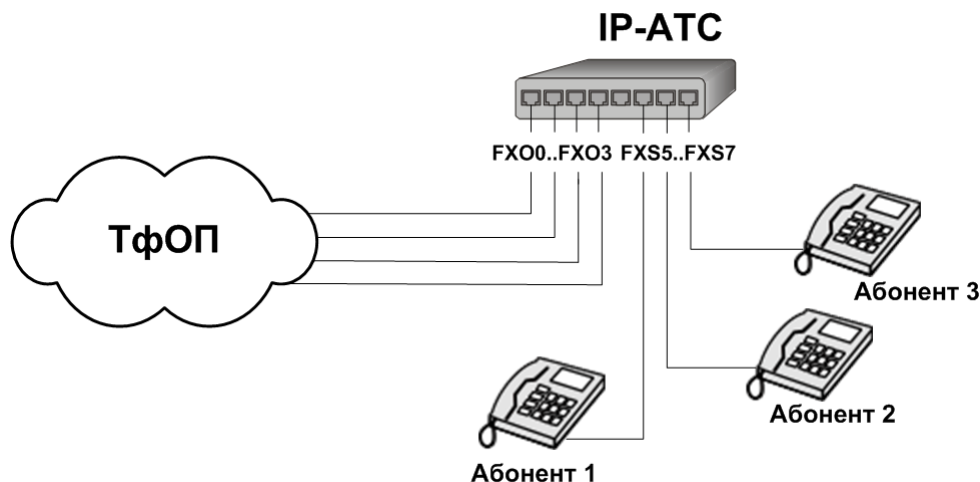 IP-АТС
FXO0..FXO3 FXS5..FXS7
ТфОП
Абонент 3
Абонент 2
Абонент 1